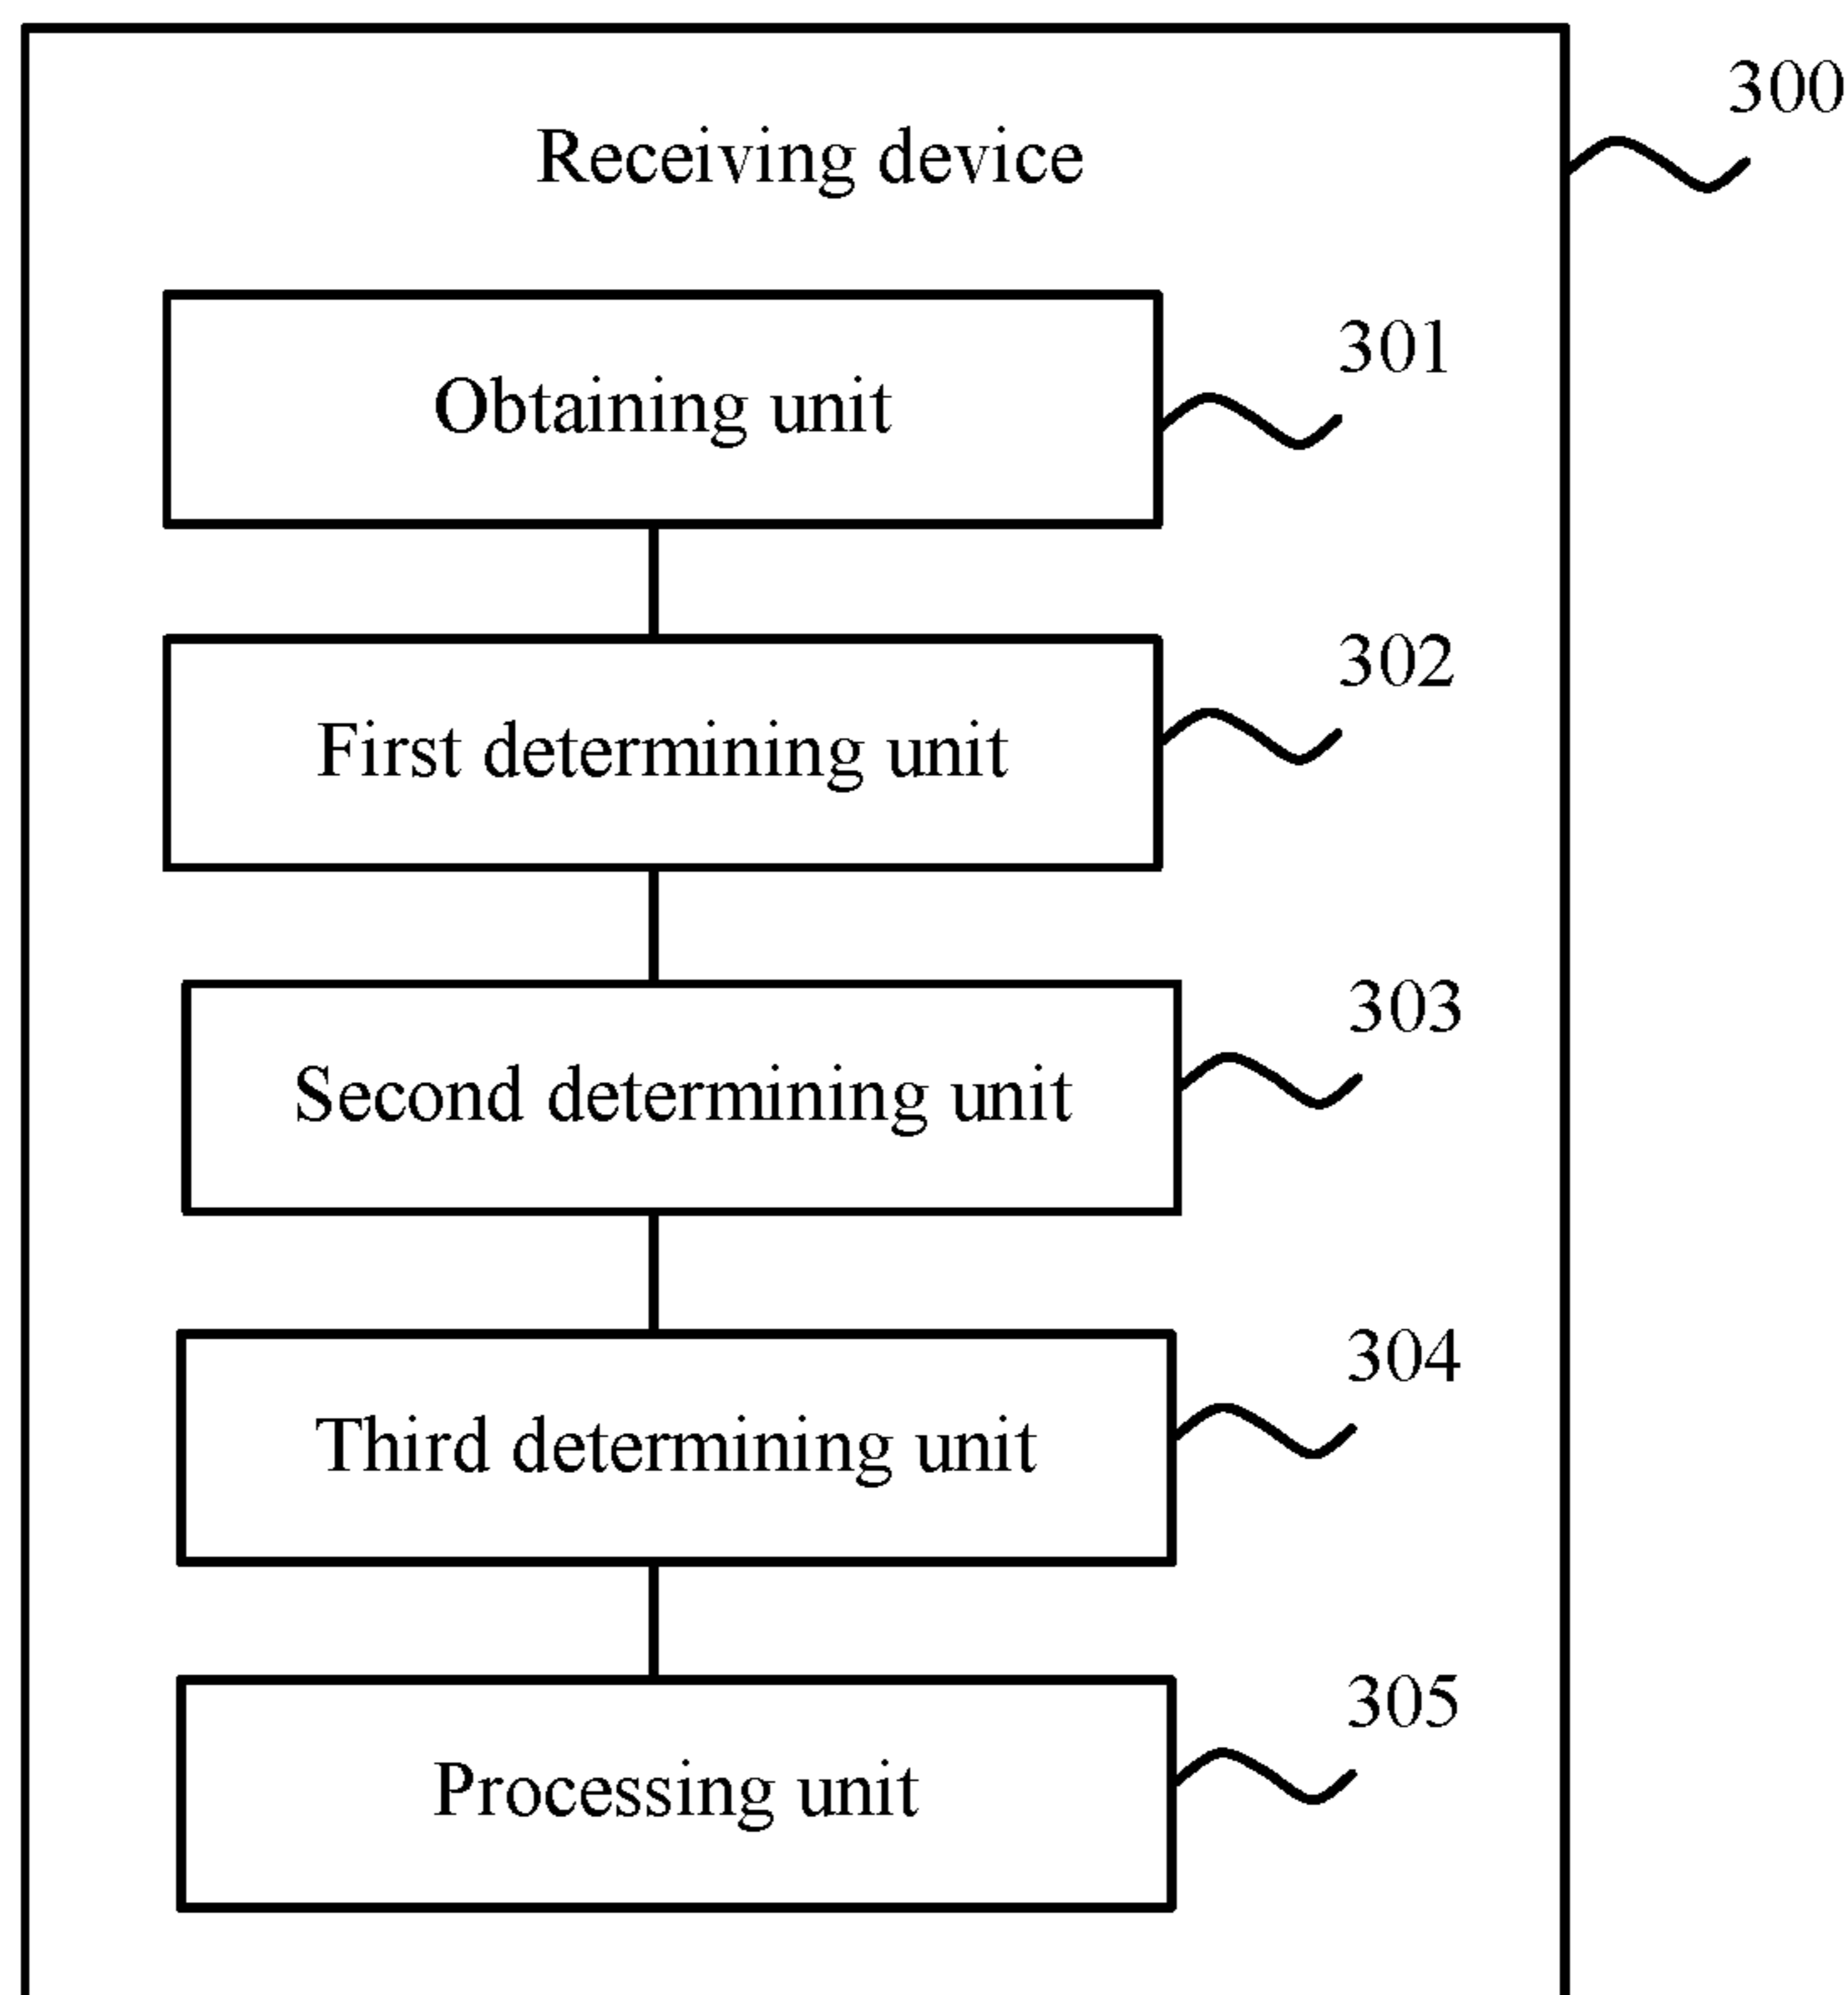 300
Receiving device
301
Obtaining unit
302
First determining unit
303
Second determining unit
304
Third determining unit
305
Processing unit